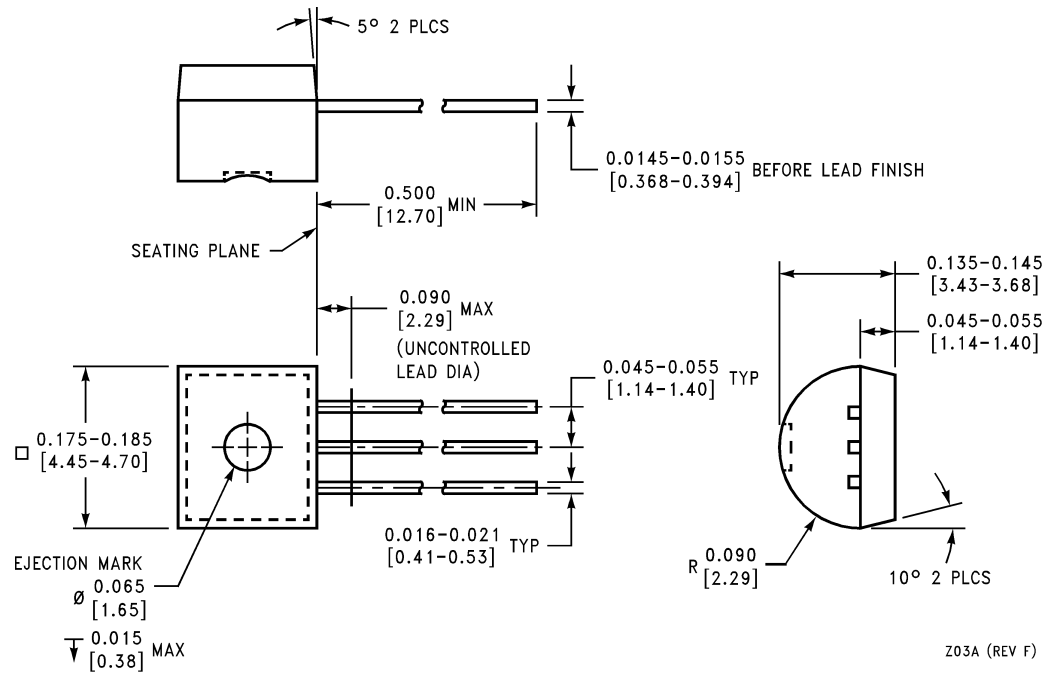 5° 2 PLCS
0.0145–0.0155
[0.368–0.394] BEFORE LEAD FINISH
0.500
[12.70] MIN
SEATING PLANE
0.135–0.145
[3.43–3.68]
0.090
[2.29] MAX
(UNCONTROLLED
LEAD DIA)
0.045–0.055
[1.14–1.40]
0.045–0.055
[1.14–1.40] TYP
0.175–0.185
[4.45–4.70]
0.016–0.021
[0.41–0.53] TYP
EJECTION MARK
Ø 0.065
[1.65]
0.015
[0.38] MAX
R 0.090
[2.29]
10° 2 PLCS
Z03A (REV F)